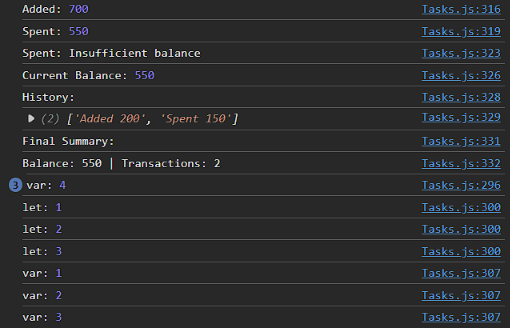 Added: 700 Tasks.js:316
Spent: 550 Tasks.js:319
Spent: Insufficient balance Tasks.js:323
Current Balance: 550 Tasks.js:326
History: Tasks.js:328
▶ (2) ['Added 200', 'Spent 150'] Tasks.js:329
Final Summary: Tasks.js:331
Balance: 550 | Transactions: 2 Tasks.js:332
3 var: 4 Tasks.js:296
let: 1 Tasks.js:300
let: 2 Tasks.js:300
let: 3 Tasks.js:300
var: 1 Tasks.js:307
var: 2 Tasks.js:307
var: 3 Tasks.js:307